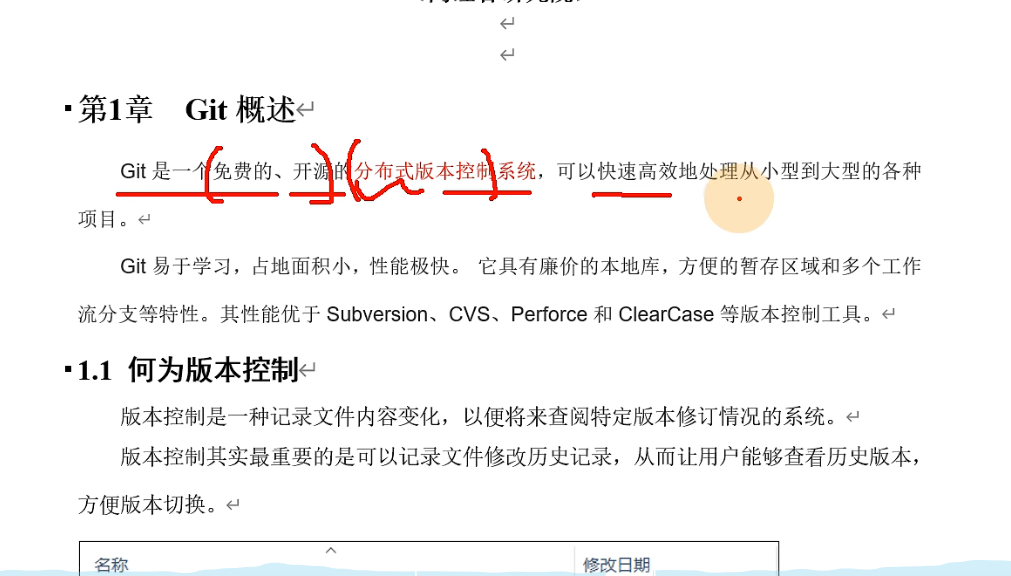 第1章 Git 概述
Git 是一个免费的、开源的分布式版本控制系统，可以快速高效地处理从小型到大型的各种
项目。
Git 易于学习，占地面积小，性能极快。 它具有廉价的本地库，方便的暂存区域和多个工作
流分支等特性。其性能优于 Subversion、CVS、Perforce 和 ClearCase 等版本控制工具。
1.1 何为版本控制
版本控制是一种记录文件内容变化，以便将来查阅特定版本修订情况的系统。
版本控制其实最重要的是可以记录文件修改历史记录，从而让用户能够查看历史版本，
方便版本切换。
名称 修改日期